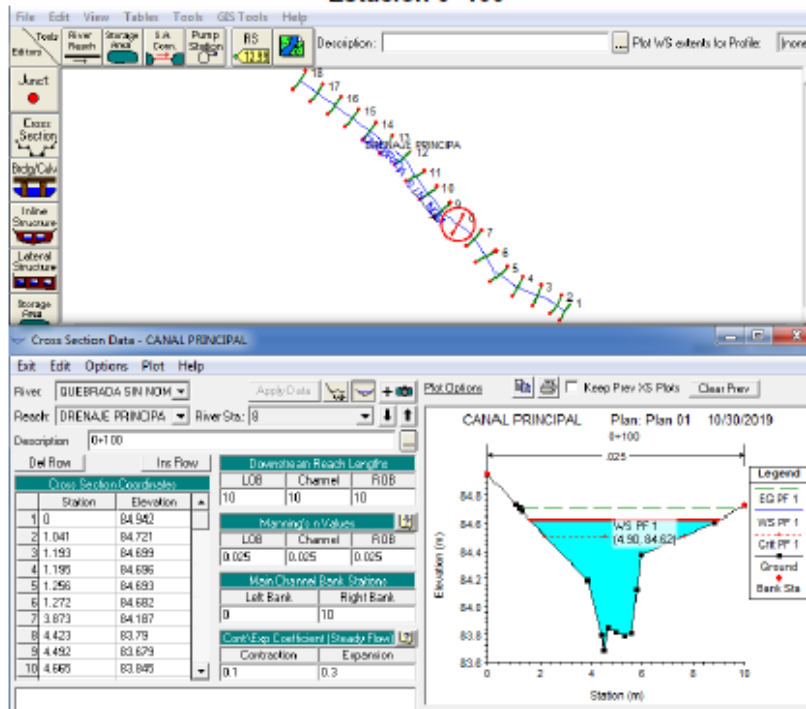 Estación 0+100
File Edit View Tables Tools GIS Tools Help
Tools
Editors
River
Reach
Storage
Area
S.A.
Conn.
Pump
Station
RS
Description:
...
Plot WS extents for Profile:
(none
Junct
Cross
Section
Brdg/Culv
Inline
Structure
Lateral
Structure
Storage
Area
18
17
16
15
14
13
12
DRENAJE PRINCIPA
11
10
9
8
7
6
5
4
3
2
1
Cross Section Data - CANAL PRINCIPAL
Exit Edit Options Plot Help
River: QUEBRADA SIN NOM
Apply Data
Plot Options
Keep Prev XS Plots
Clear Prev
Reach: DRENAJE PRINCIPA
River Sta.: 8
Description 0+100
Del Row
Ins Row
Cross Section Coordinates
Station Elevation
1 0 84.942
2 1.041 84.721
3 1.193 84.699
4 1.195 84.696
5 1.256 84.693
6 1.272 84.682
7 3.873 84.187
8 4.423 83.79
9 4.492 83.679
10 4.665 83.845
Downstream Reach Lengths
LOB Channel ROB
10 10 10
Manning's n Values
LOB Channel ROB
0.025 0.025 0.025
Main Channel Bank Stations
Left Bank Right Bank
0 10
Cont\Exp Coefficient (Steady Flow)
Contraction Expansion
0.1 0.3
CANAL PRINCIPAL Plan: Plan 01 10/30/2019
0+100
.025
WS PF 1
(4.90, 84.62)
84.8
84.6
84.4
84.2
84.0
83.8
83.6
0 2 4 6 8 10
Elevation (m)
Station (m)
Legend
EG PF 1
WS PF 1
Crit PF 1
Ground
Bank Sta